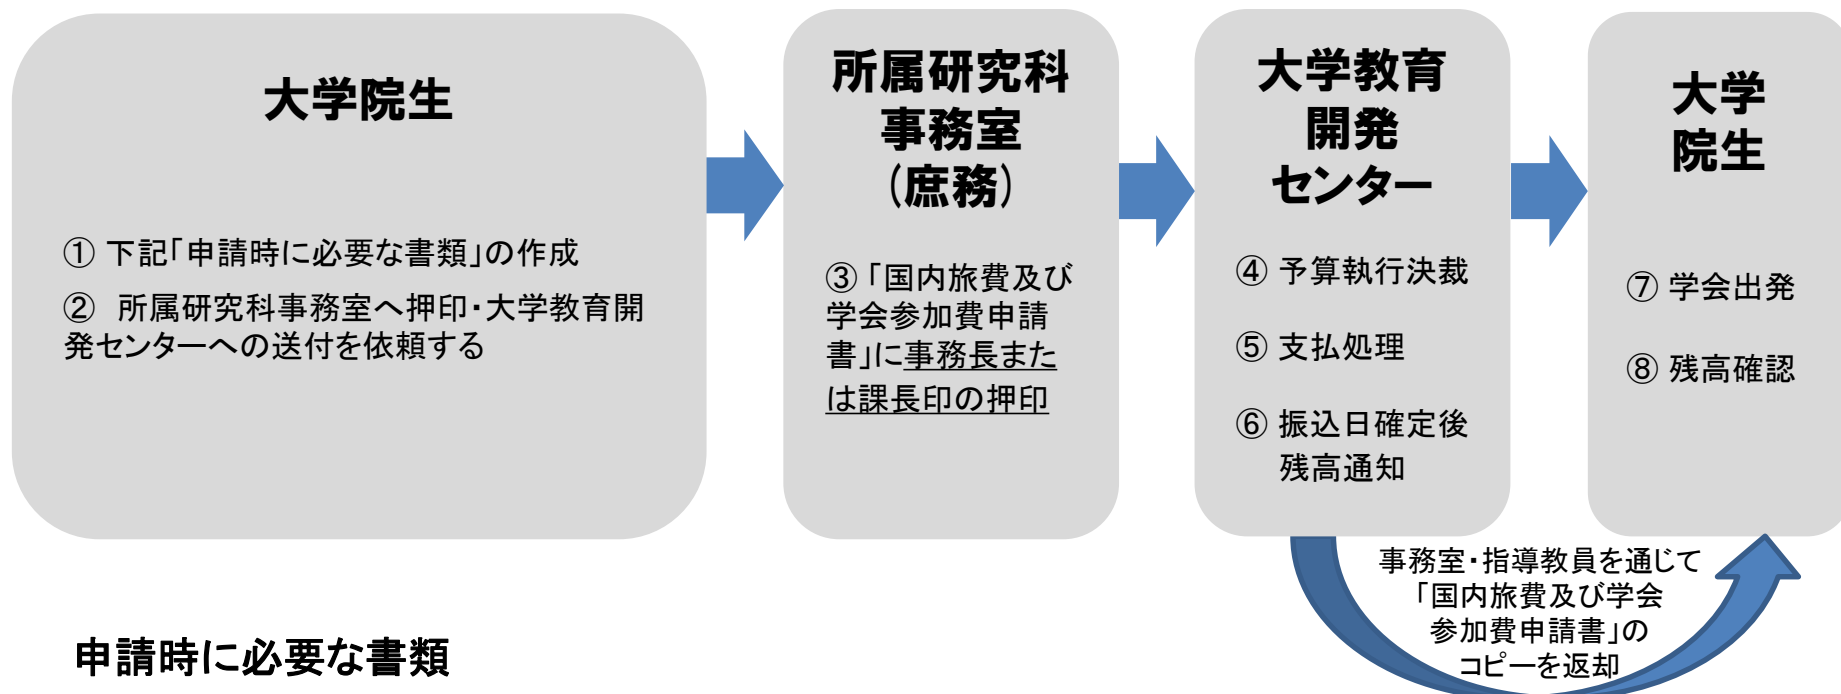 大学院生
① 下記「申請時に必要な書類」の作成
② 所属研究科事務室へ押印・大学教育開
発センターへの送付を依頼する
所属研究科
事務室
(庶務)
③「国内旅費及び
学会参加費申請
書」に事務長また
は課長印の押印
大学教育
開発
センター
④ 予算執行決裁
⑤ 支払処理
⑥ 振込日確定後
残高通知
大学
院生
⑦ 学会出発
⑧ 残高確認
事務室・指導教員を通じて
「国内旅費及び学会
参加費申請書」の
コピーを返却
申請時に必要な書類